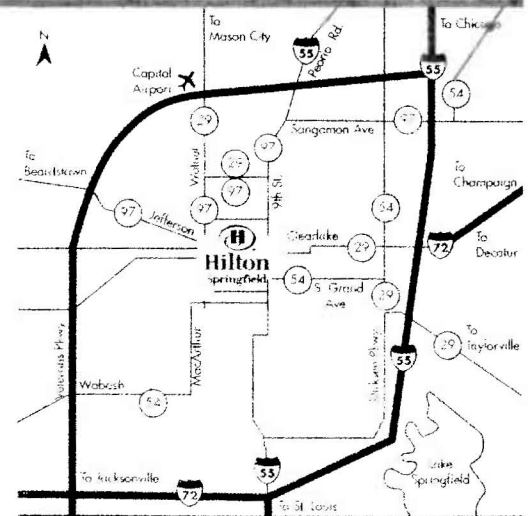 To
Mason City
N
55
Peoria Rd.
To Chicago
55
Capital
Airport
54
29
Sangamon Ave
97
97
To
Beardstown
29
Walnut
97
9th St.
To
Champaign
54
97
Jefferson
97
H
Clearlake
29
72
To
Decatur
Hilton
Springfield
54
S. Grand
Ave
29
Veterans Pkwy
MacArthur
Dirksen Pkwy
55
29
To
Taylorville
Wabash
54
To Jacksonville
72
55
To St. Louis
Lake
Springfield